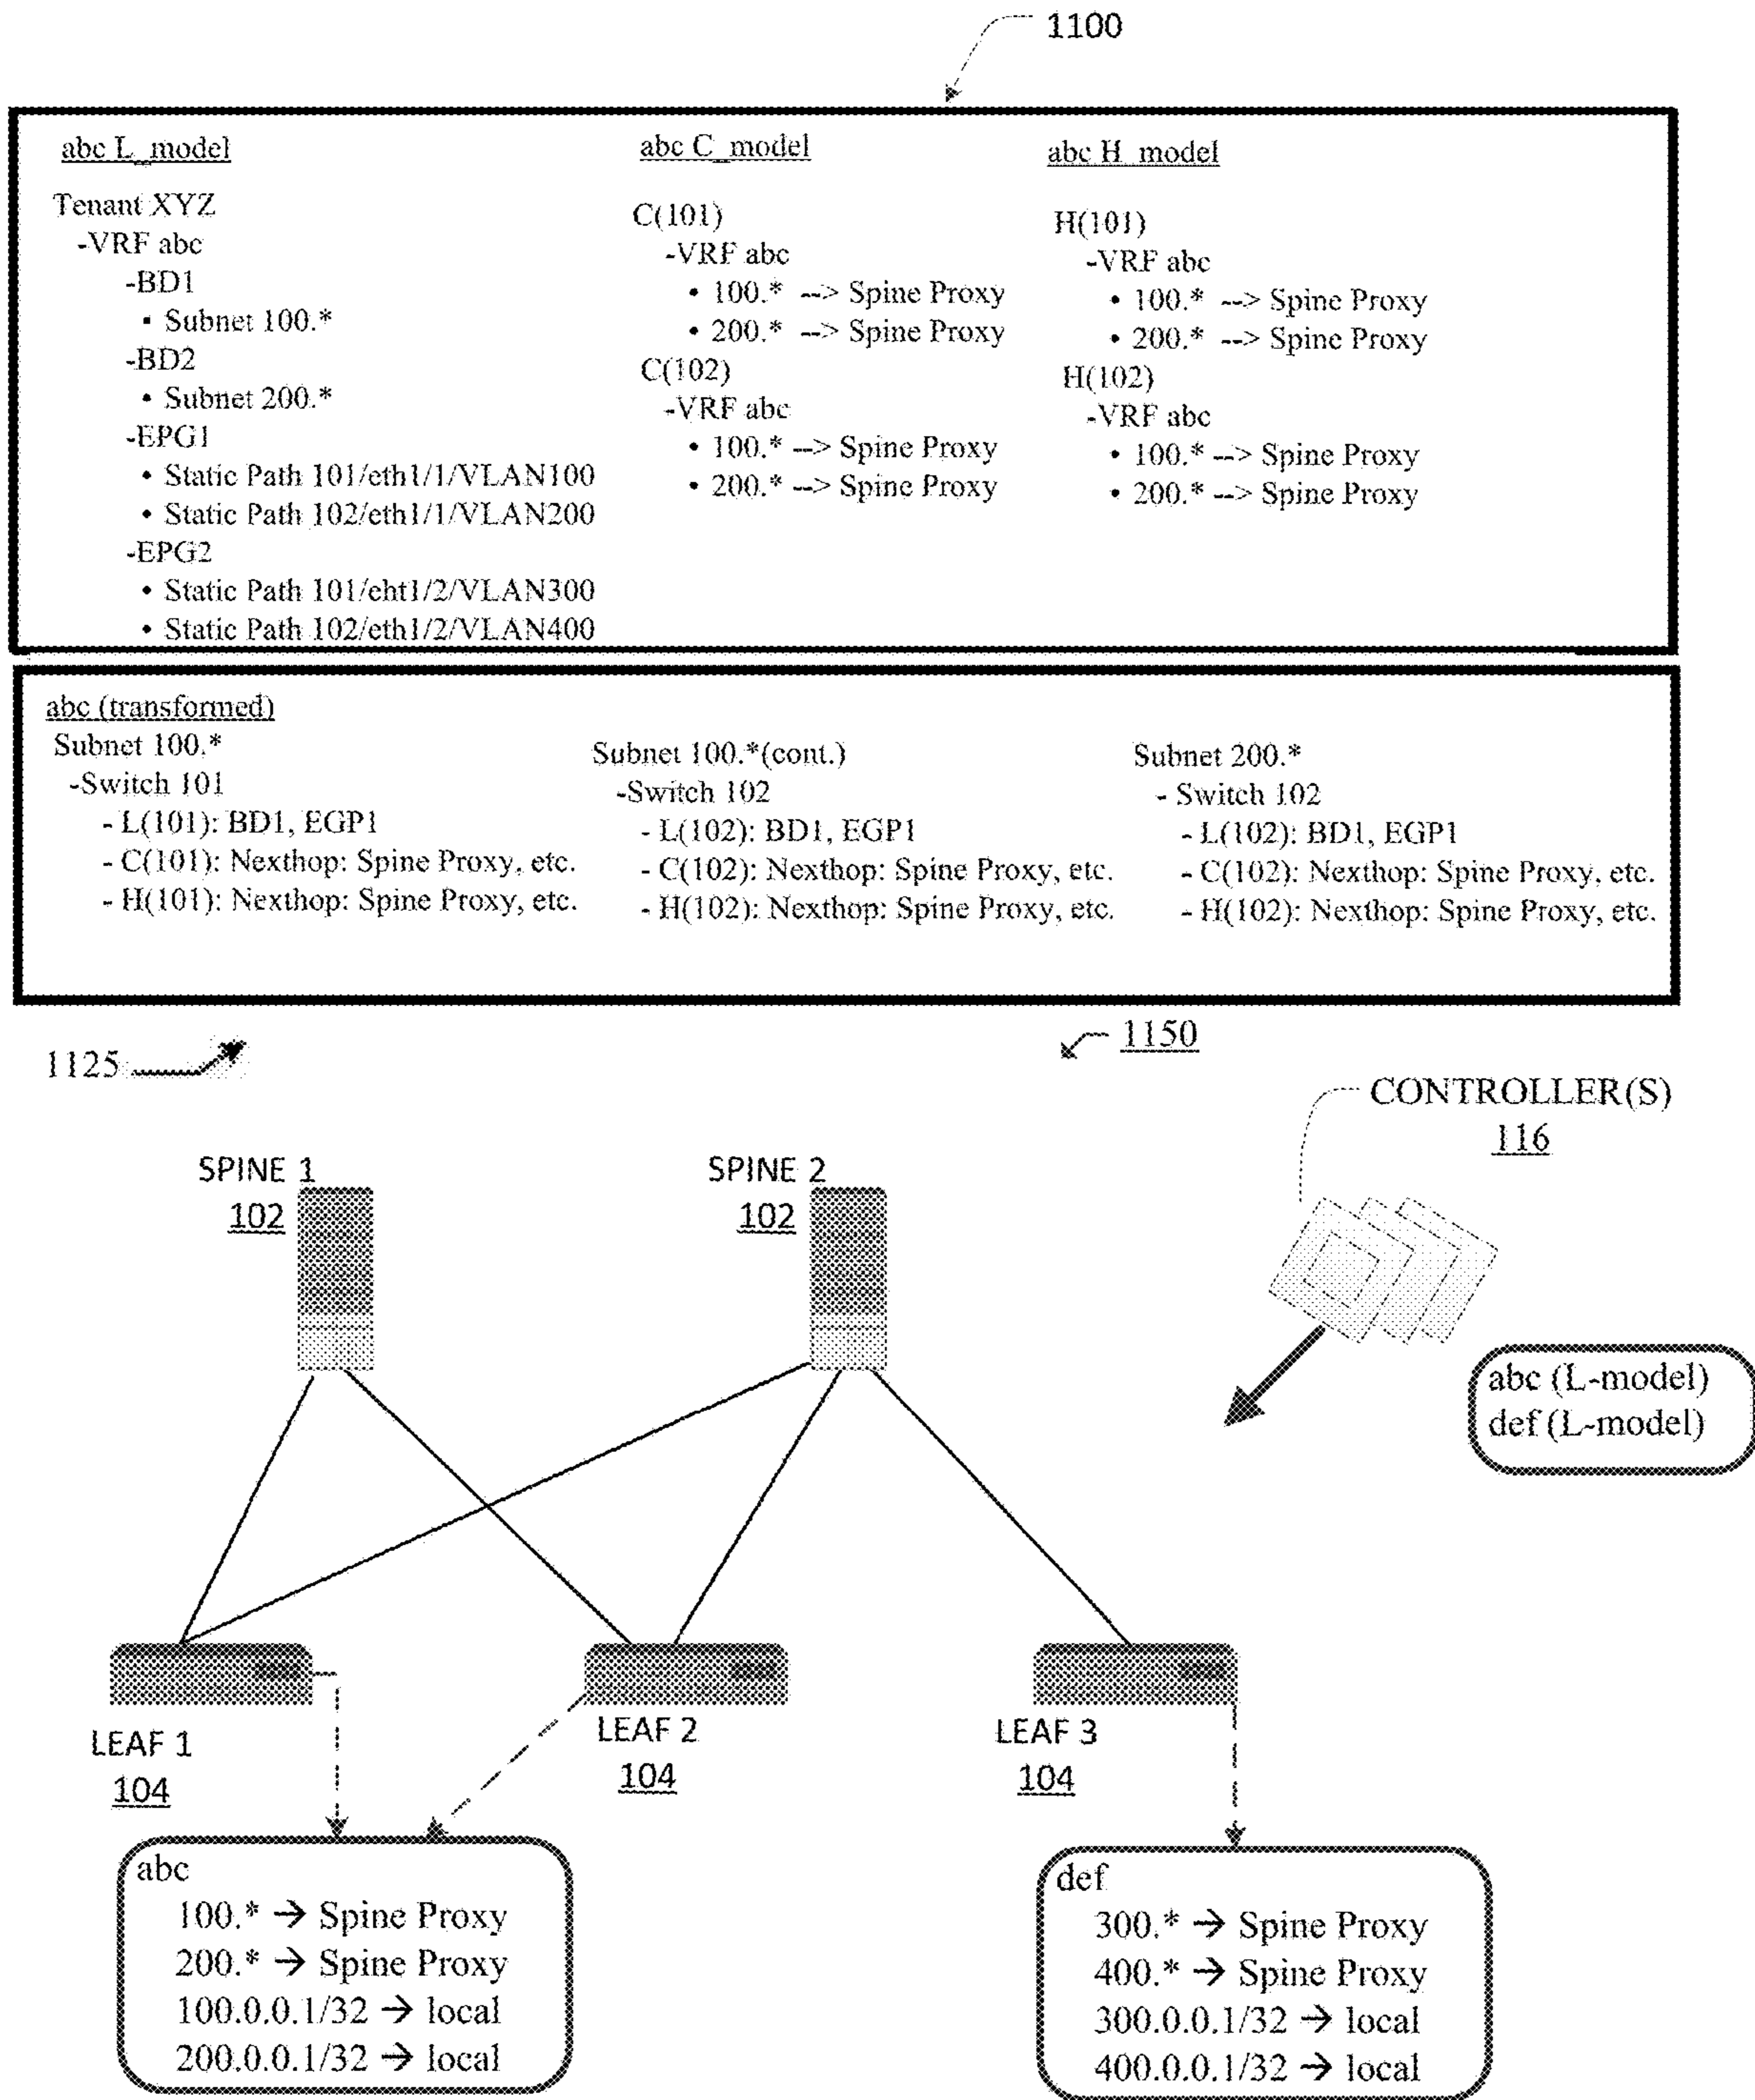 1100
abc L_model
Tenant XYZ
-VRF abc
-BD1
▪ Subnet 100.*
-BD2
• Subnet 200.*
-EPG1
• Static Path 101/eth1/1/VLAN100
• Static Path 102/eth1/1/VLAN200
-EPG2
• Static Path 101/eht1/2/VLAN300
• Static Path 102/eth1/2/VLAN400
abc C_model
C(101)
-VRF abc
• 100.* --> Spine Proxy
• 200.* --> Spine Proxy
C(102)
-VRF abc
• 100.* --> Spine Proxy
• 200.* --> Spine Proxy
abc H_model
H(101)
-VRF abc
• 100.* --> Spine Proxy
• 200.* --> Spine Proxy
H(102)
-VRF abc
• 100.* --> Spine Proxy
• 200.* --> Spine Proxy
abc (transformed)
Subnet 100.*
-Switch 101
- L(101): BD1, EGP1
- C(101): Nexthop: Spine Proxy, etc.
- H(101): Nexthop: Spine Proxy, etc.
Subnet 100.*(cont.)
-Switch 102
- L(102): BD1, EGP1
- C(102): Nexthop: Spine Proxy, etc.
- H(102): Nexthop: Spine Proxy, etc.
Subnet 200.*
- Switch 102
- L(102): BD1, EGP1
- C(102): Nexthop: Spine Proxy, etc.
- H(102): Nexthop: Spine Proxy, etc.
1125
1150
CONTROLLER(S)
116
SPINE 1
102
SPINE 2
102
abc (L-model)
def (L-model)
LEAF 1
104
LEAF 2
104
LEAF 3
104
abc
100.* → Spine Proxy
200.* → Spine Proxy
100.0.0.1/32 → local
200.0.0.1/32 → local
def
300.* → Spine Proxy
400.* → Spine Proxy
300.0.0.1/32 → local
400.0.0.1/32 → local